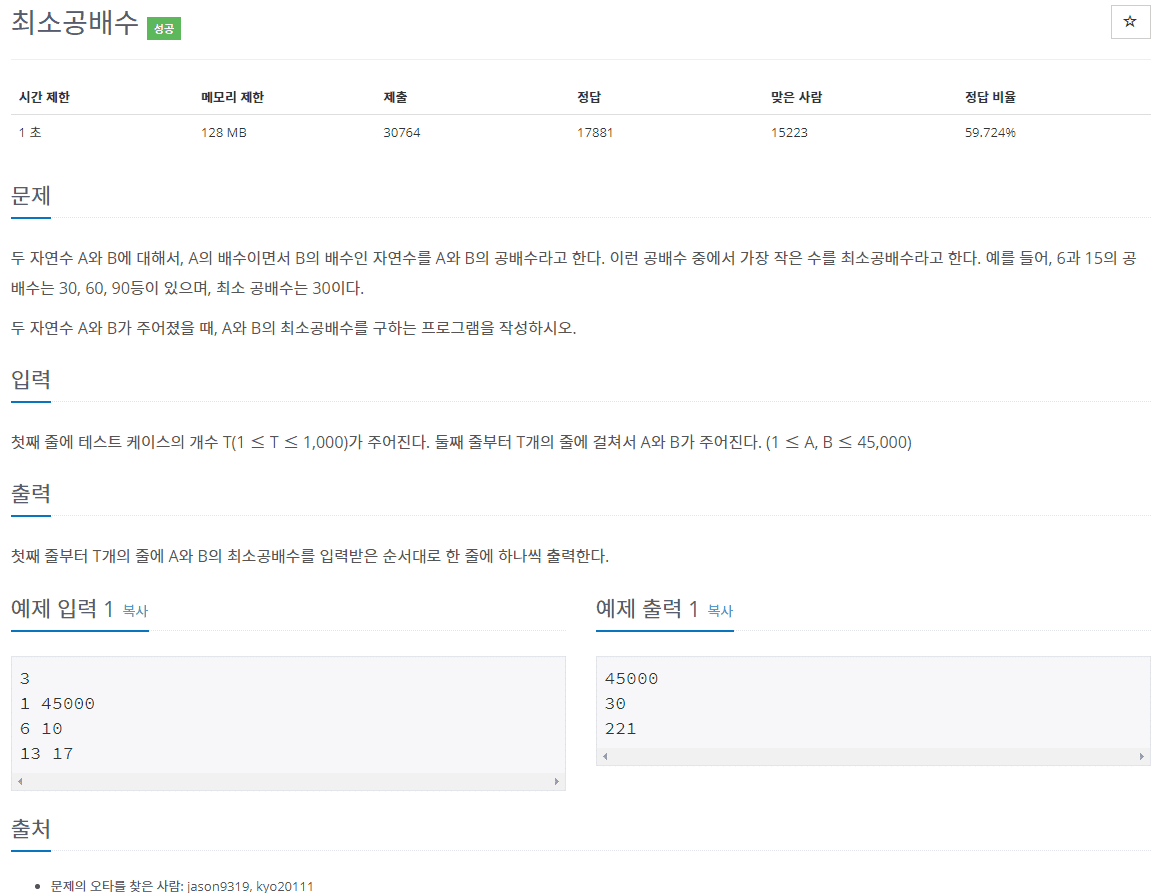 최소공배수 성공
☆
시간 제한 메모리 제한 제출 정답 맞은 사람 정답 비율
1 초 128 MB 30764 17881 15223 59.724%
문제
두 자연수 A와 B에 대해서, A의 배수이면서 B의 배수인 자연수를 A와 B의 공배수라고 한다. 이런 공배수 중에서 가장 작은 수를 최소공배수라고 한다. 예를 들어, 6과 15의 공
배수는 30, 60, 90등이 있으며, 최소 공배수는 30이다.
두 자연수 A와 B가 주어졌을 때, A와 B의 최소공배수를 구하는 프로그램을 작성하시오.
입력
첫째 줄에 테스트 케이스의 개수 T(1 ≤ T ≤ 1,000)가 주어진다. 둘째 줄부터 T개의 줄에 걸쳐서 A와 B가 주어진다. (1 ≤ A, B ≤ 45,000)
출력
첫째 줄부터 T개의 줄에 A와 B의 최소공배수를 입력받은 순서대로 한 줄에 하나씩 출력한다.
예제 입력 1 복사
3
1 45000
6 10
13 17
예제 출력 1 복사
45000
30
221
출처
• 문제의 오타를 찾은 사람: jason9319, kyo20111